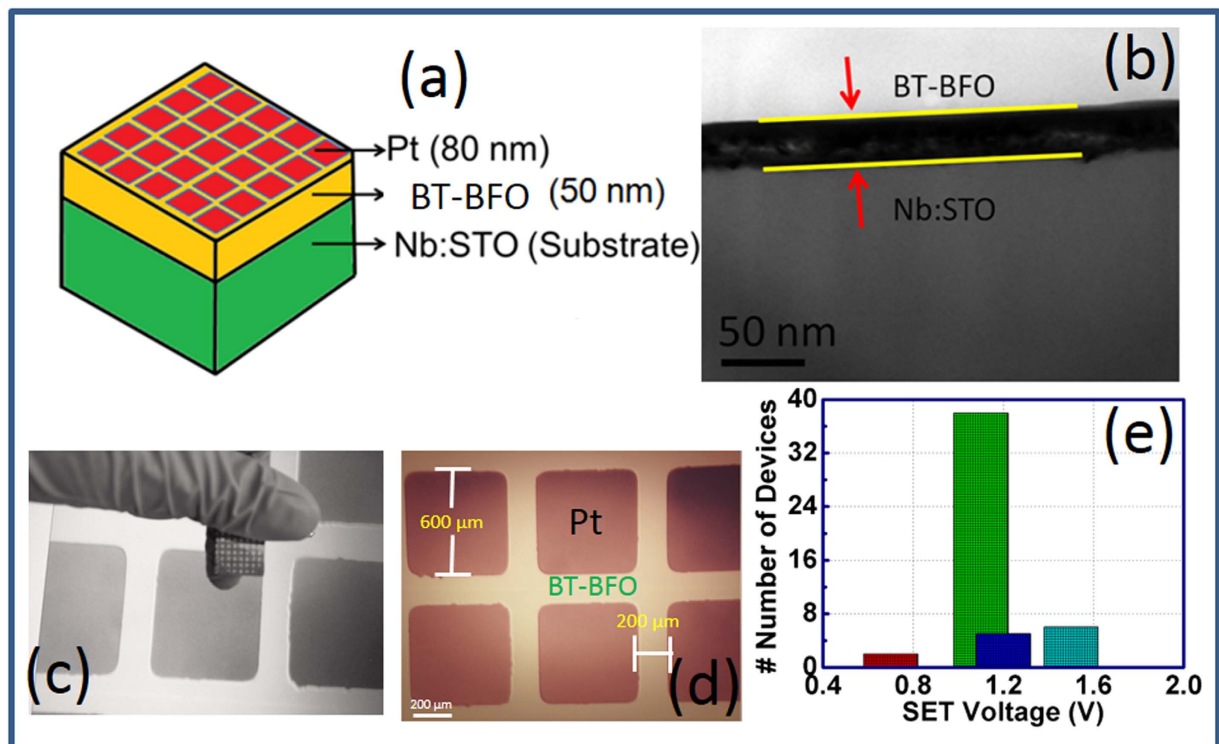 (a)
Pt (80 nm)
BT-BFO (50 nm)
Nb:STO (Substrate)
(b)
BT-BFO
Nb:STO
50 nm
(c)
600 µm
Pt
BT-BFO
200 µm
200 µm
(d)
(e)
# Number of Devices
40
32
24
16
8
0
0.4 0.8 1.2 1.6 2.0
SET Voltage (V)